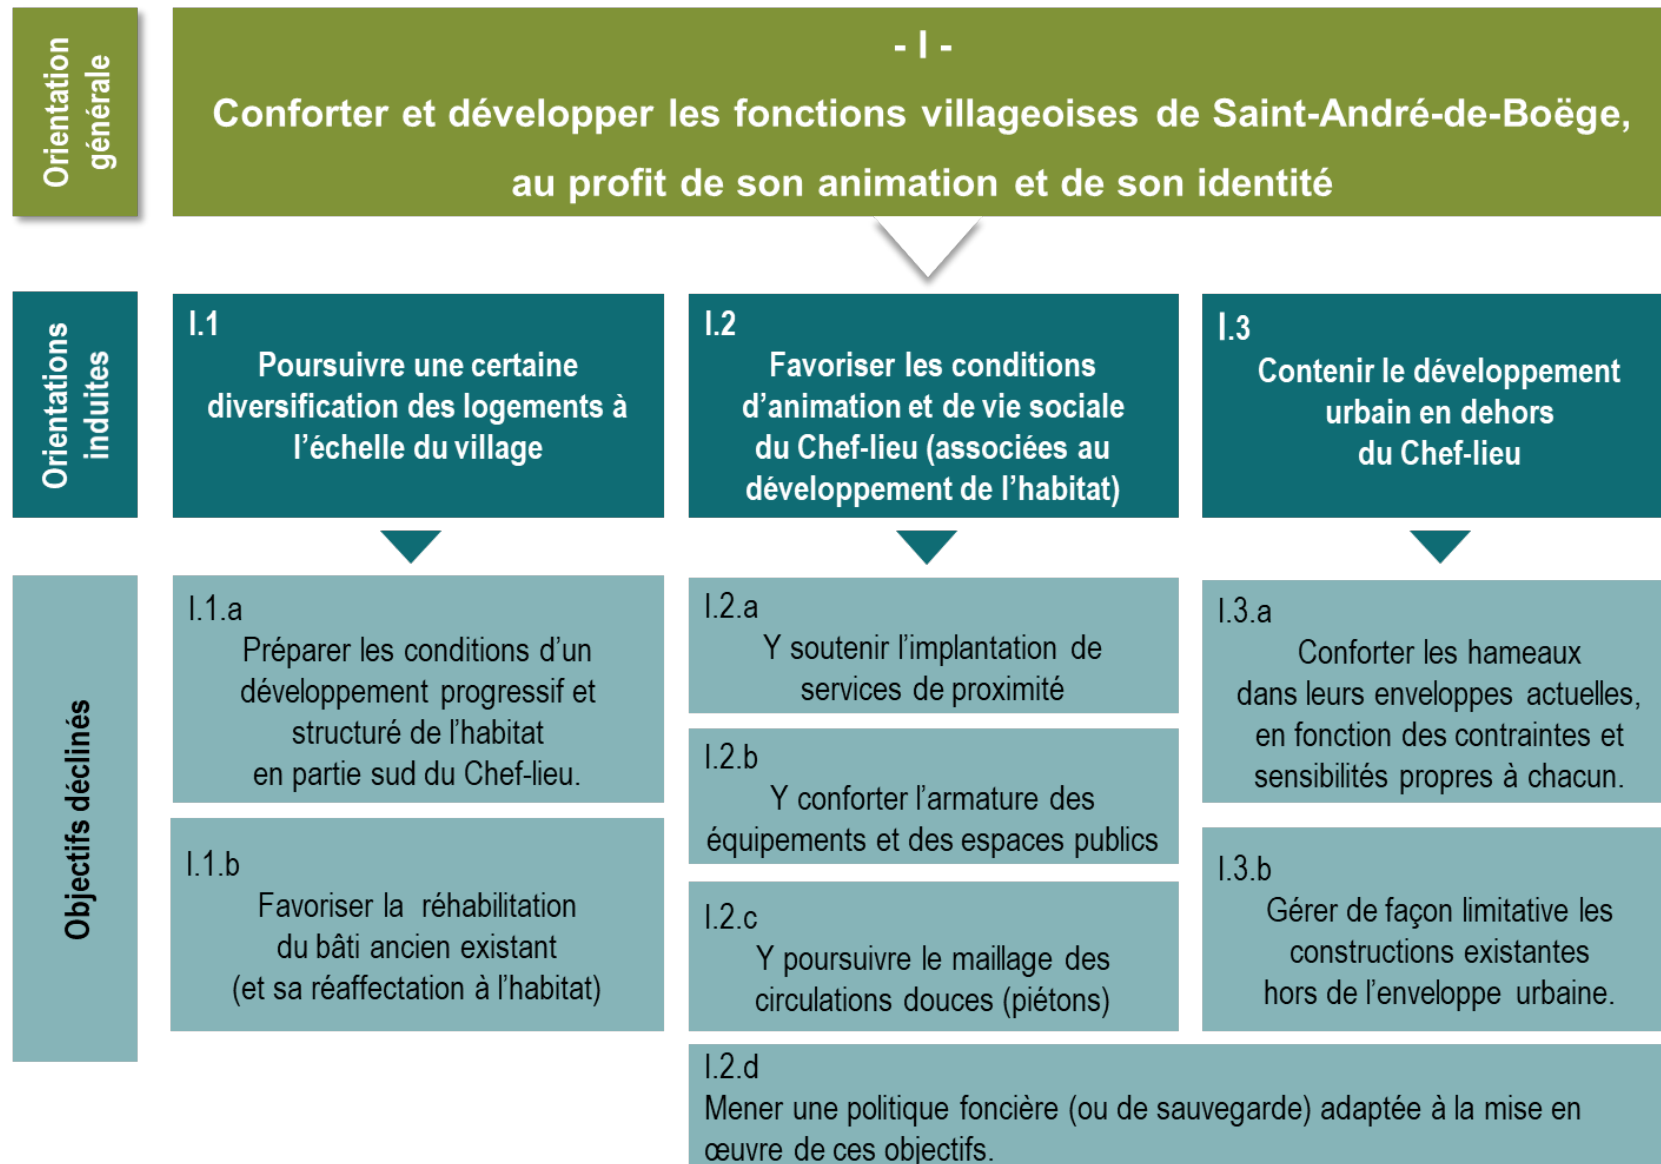 Orientation
générale
- I -
Conforter et développer les fonctions villageoises de Saint-André-de-Boëge,
au profit de son animation et de son identité
Orientations
induites
I.1
Poursuivre une certaine
diversification des logements à
l’échelle du village
I.2
Favoriser les conditions
d’animation et de vie sociale
du Chef-lieu (associées au
développement de l’habitat)
I.3
Contenir le développement
urbain en dehors
du Chef-lieu
Objectifs déclinés
I.1.a
Préparer les conditions d’un
développement progressif et
structuré de l’habitat
en partie sud du Chef-lieu.
I.1.b
Favoriser la réhabilitation
du bâti ancien existant
(et sa réaffectation à l’habitat)
I.2.a
Y soutenir l’implantation de
services de proximité
I.2.b
Y conforter l’armature des
équipements et des espaces publics
I.2.c
Y poursuivre le maillage des
circulations douces (piétons)
I.3.a
Conforter les hameaux
dans leurs enveloppes actuelles,
en fonction des contraintes et
sensibilités propres à chacun.
I.3.b
Gérer de façon limitative les
constructions existantes
hors de l’enveloppe urbaine.
I.2.d
Mener une politique foncière (ou de sauvegarde) adaptée à la mise en
œuvre de ces objectifs.